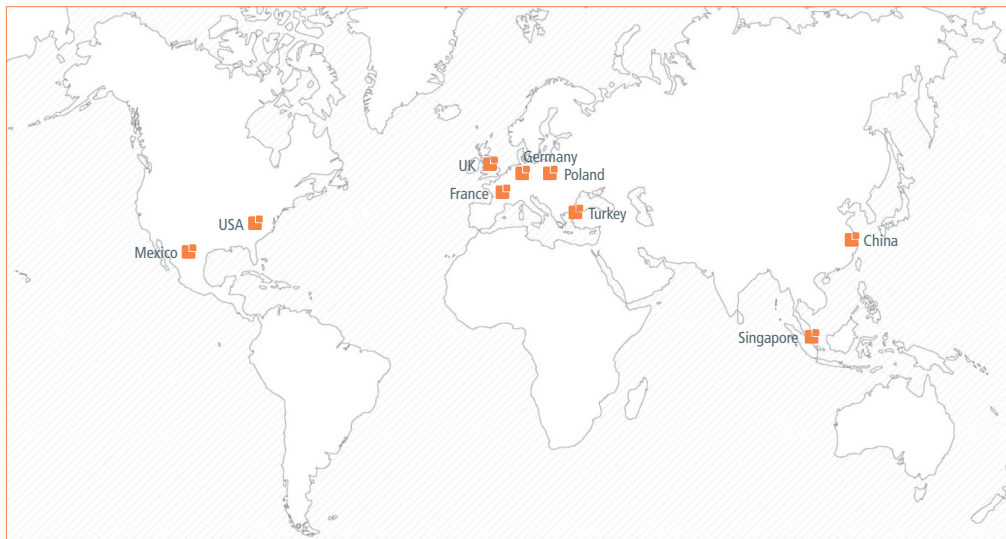 Germany
UK
Poland
France
Turkey
USA
China
Mexico
Singapore